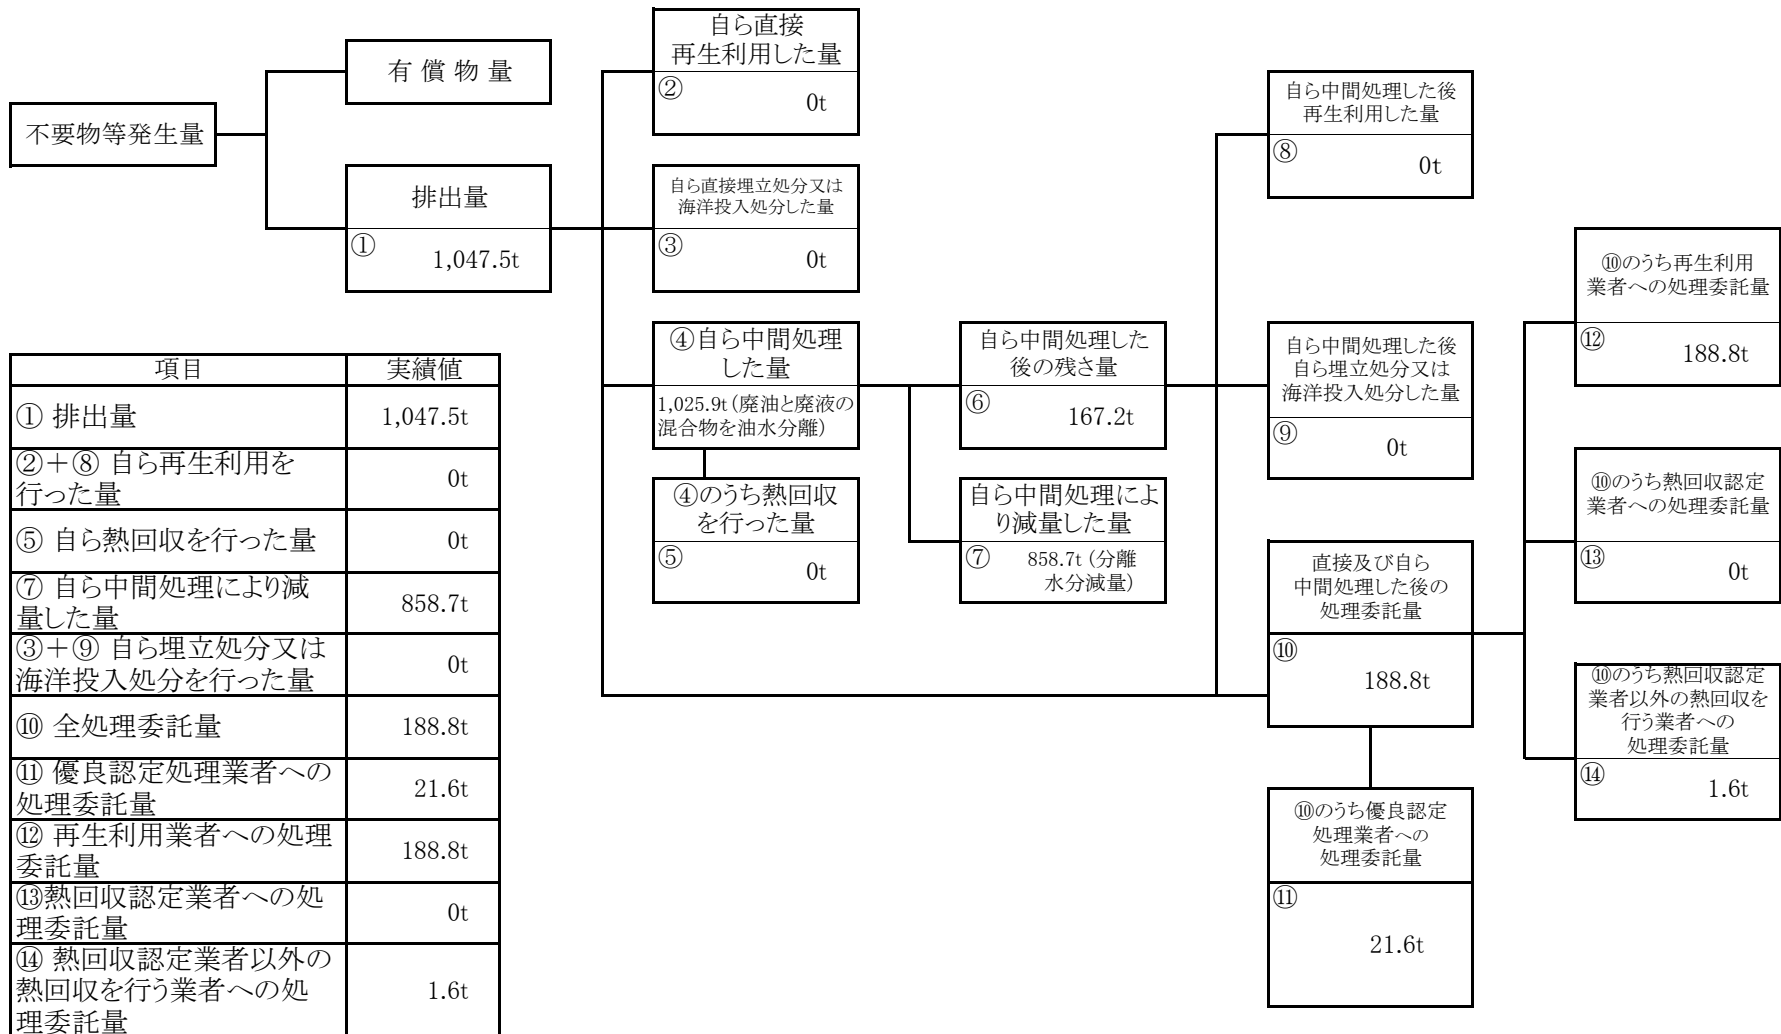 不要物等発生量
有 償 物 量
排出量
①
1,047.5t
自ら直接
再生利用した量
②
0t
自ら直接埋立処分又は
海洋投入処分した量
③
0t
④自ら中間処理
した量
1,025.9t(廃油と廃液の
混合物を油水分離)
④のうち熱回収
を行った量
⑤
0t
自ら中間処理した
後の残さ量
⑥
167.2t
自ら中間処理によ
り減量した量
⑦
858.7t (分離
水分減量)
自ら中間処理した後
再生利用した量
⑧
0t
自ら中間処理した後
自ら埋立処分又は
海洋投入処分した量
⑨
0t
直接及び自ら
中間処理した後の
処理委託量
⑩
188.8t
⑩のうち優良認定
処理業者への
処理委託量
⑪
21.6t
⑩のうち再生利用
業者への処理委託量
⑫
188.8t
⑩のうち熱回収認定
業者への処理委託量
⑬
0t
⑩のうち熱回収認定
業者以外の熱回収を
行う業者への
処理委託量
⑭
1.6t
項目 実績値
① 排出量 1,047.5t
②+⑧ 自ら再生利用を
行った量
0t
⑤ 自ら熱回収を行った量 0t
⑦ 自ら中間処理により減
量した量
858.7t
③+⑨ 自ら埋立処分又は
海洋投入処分を行った量
0t
⑩ 全処理委託量 188.8t
⑪ 優良認定処理業者への
処理委託量
21.6t
⑫ 再生利用業者への処理
委託量
188.8t
⑬熱回収認定業者への処
理委託量
0t
⑭ 熱回収認定業者以外の
熱回収を行う業者への処
理委託量
1.6t